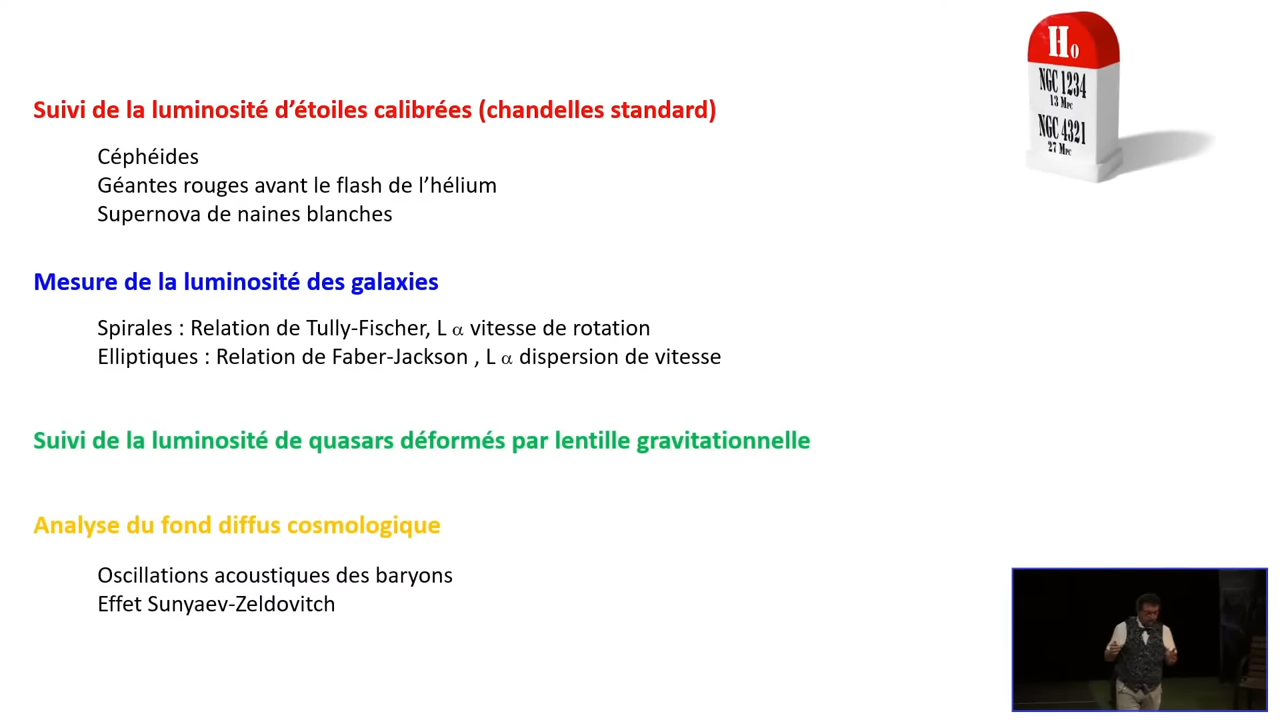 H0
NGC 1234
13 Mpc
NGC 4321
27 Mpc
Suivi de la luminosité d’étoiles calibrées (chandelles standard)
Céphéides
Géantes rouges avant le flash de l’hélium
Supernova de naines blanches
Mesure de la luminosité des galaxies
Spirales : Relation de Tully-Fischer, L α vitesse de rotation
Elliptiques : Relation de Faber-Jackson , L α dispersion de vitesse
Suivi de la luminosité de quasars déformés par lentille gravitationnelle
Analyse du fond diffus cosmologique
Oscillations acoustiques des baryons
Effet Sunyaev-Zeldovitch